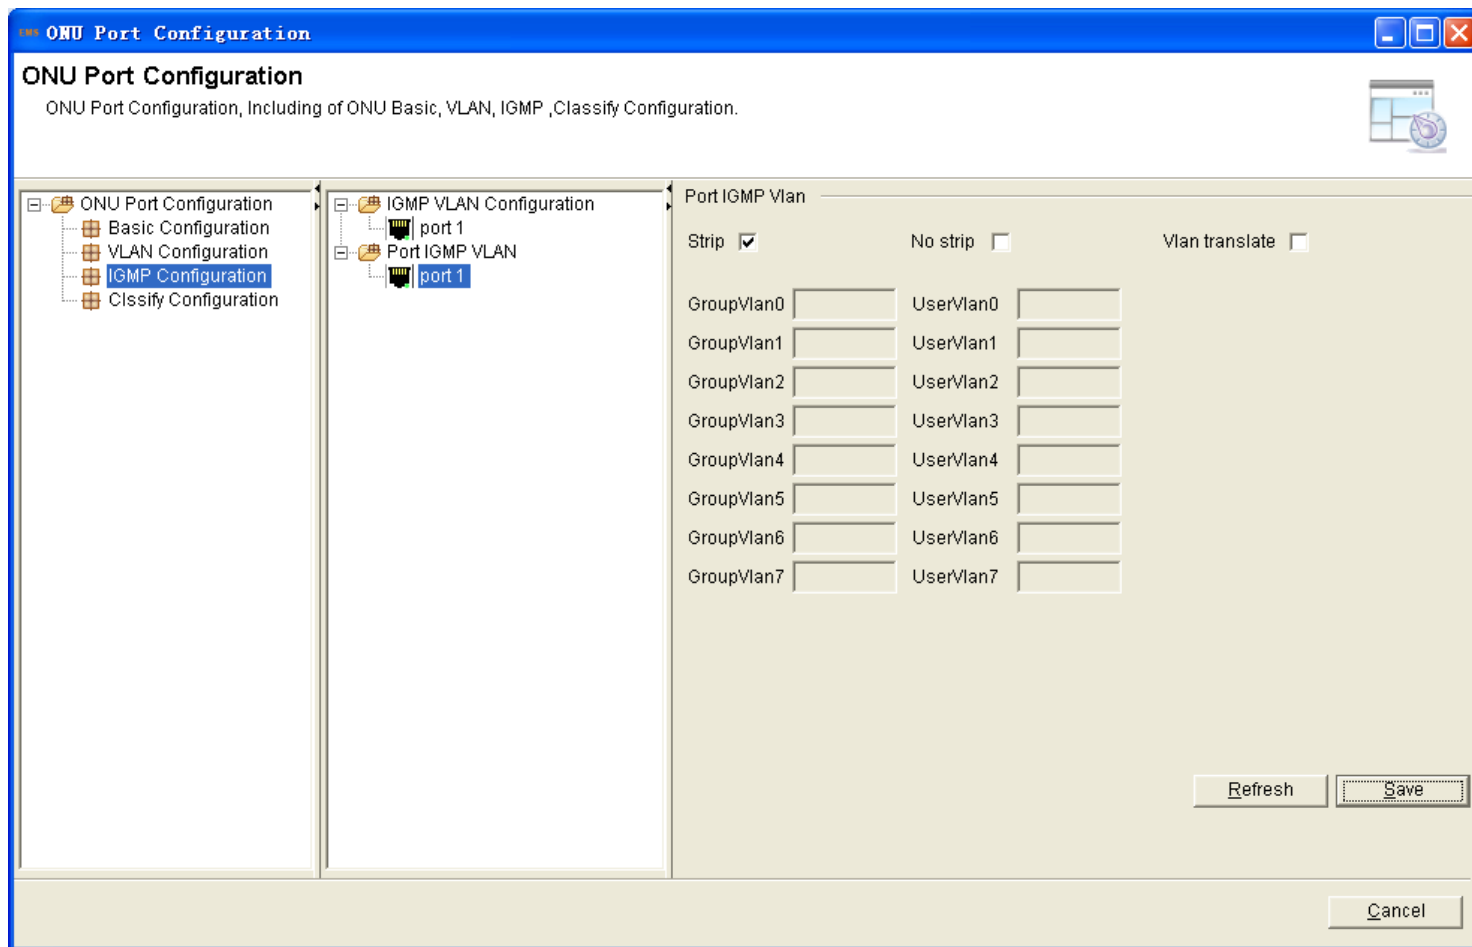 EMS ONU Port Configuration
ONU Port Configuration
ONU Port Configuration, Including of ONU Basic, VLAN, IGMP ,Classify Configuration.
ONU Port Configuration
Basic Configuration
VLAN Configuration
IGMP Configuration
Clssify Configuration
IGMP VLAN Configuration
port 1
Port IGMP VLAN
port 1
Port IGMP Vlan
Strip No strip Vlan translate
GroupVlan0 UserVlan0
GroupVlan1 UserVlan1
GroupVlan2 UserVlan2
GroupVlan3 UserVlan3
GroupVlan4 UserVlan4
GroupVlan5 UserVlan5
GroupVlan6 UserVlan6
GroupVlan7 UserVlan7
Refresh Save
Cancel